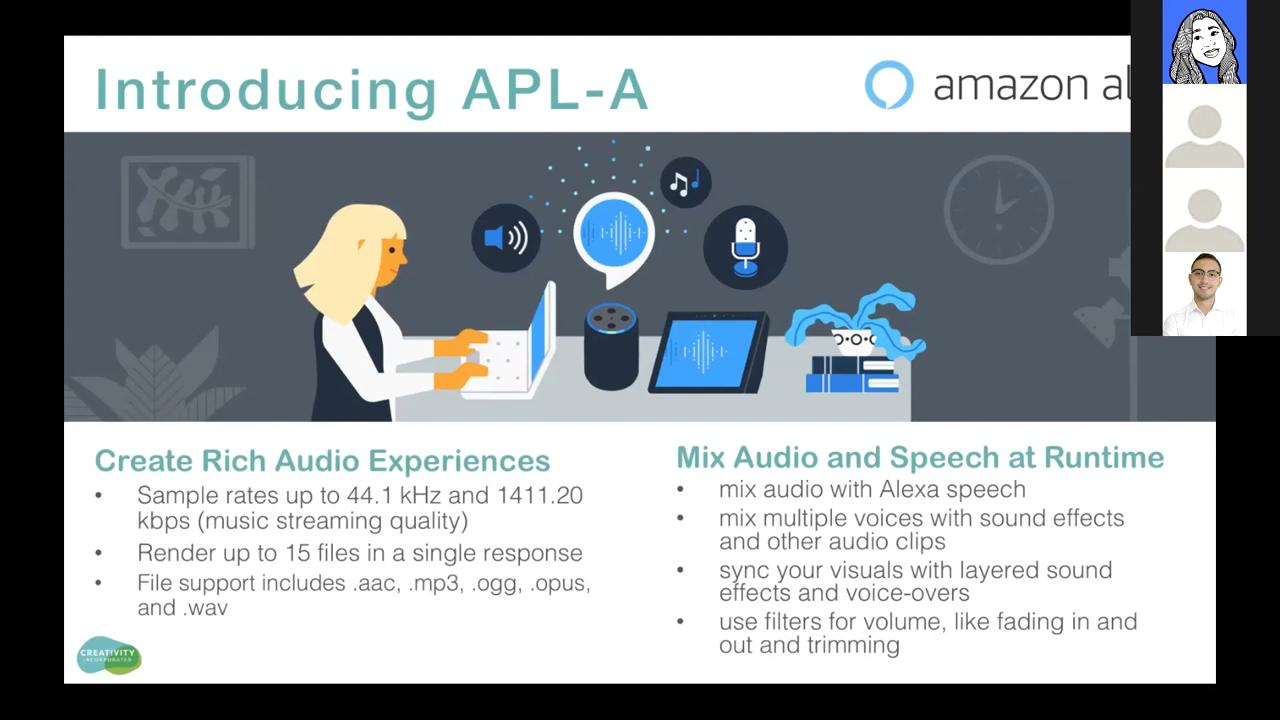 Introducing APL-A
amazon al
Create Rich Audio Experiences
• Sample rates up to 44.1 kHz and 1411.20
kbps (music streaming quality)
• Render up to 15 files in a single response
• File support includes .aac, .mp3, .ogg, .opus,
and .wav
Mix Audio and Speech at Runtime
• mix audio with Alexa speech
• mix multiple voices with sound effects
and other audio clips
• sync your visuals with layered sound
effects and voice-overs
• use filters for volume, like fading in and
out and trimming
CREATIVITY
INCORPORATED